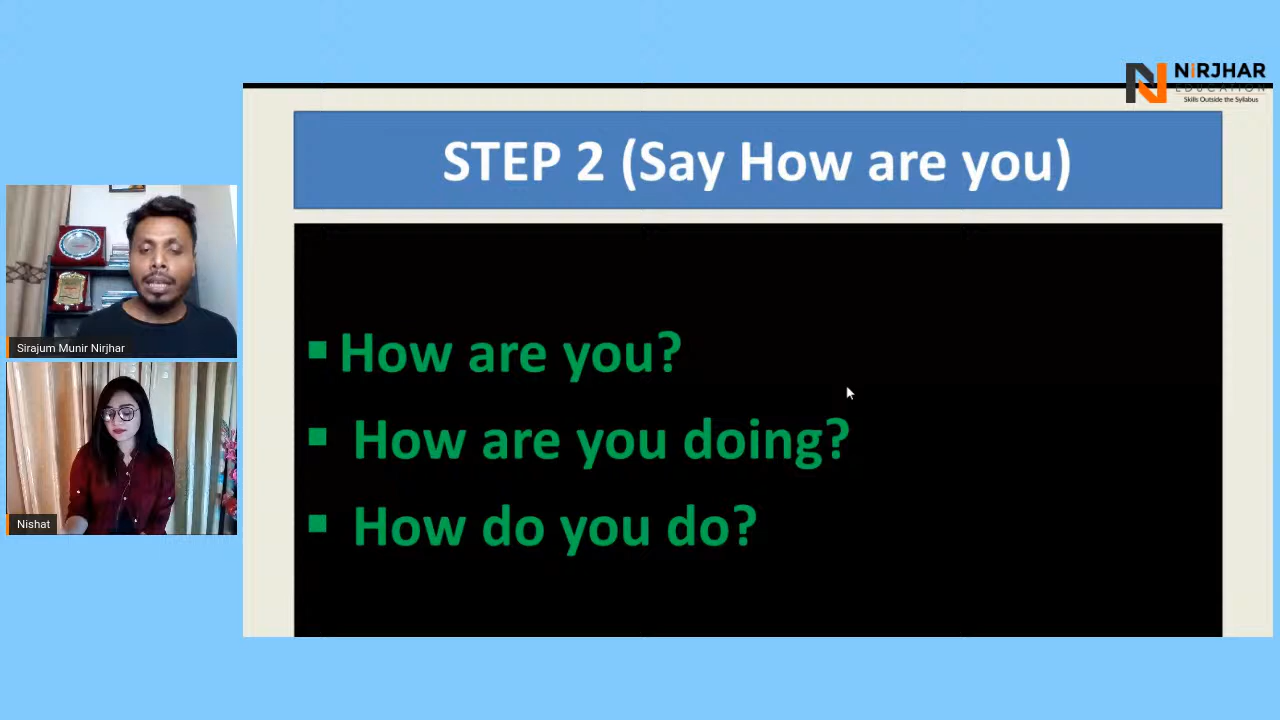 NiRJHAR
EDUCATION
Skills Outside the Syllabus
STEP 2 (Say How are you)
Sirajum Munir Nirjhar
Nishat
▪ How are you?
▪ How are you doing?
▪ How do you do?